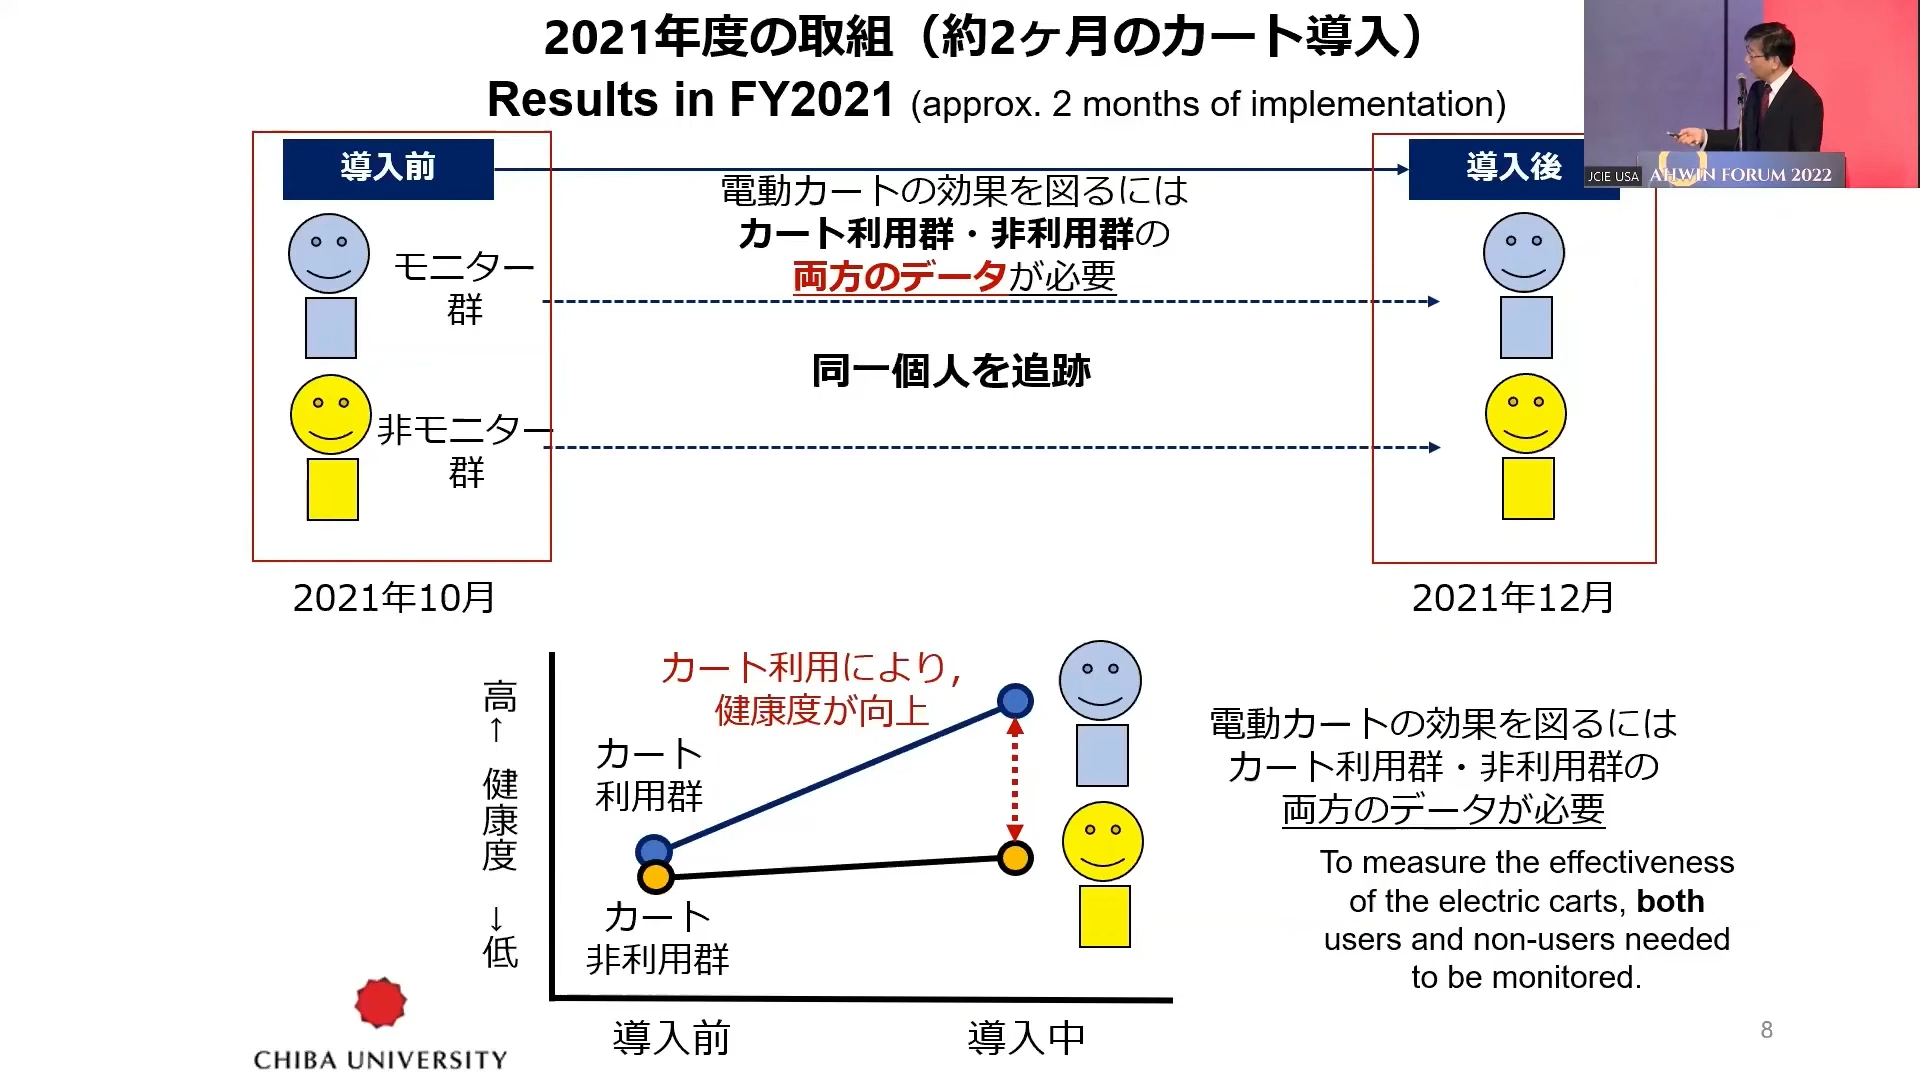 2021年度の取組（約2ヶ月のカート導入）
Results in FY2021 (approx. 2 months of implementation)
JCIE USA
AHWIN FORUM 2022
導入前
導入後
電動カートの効果を図るには
カート利用群・非利用群の
両方のデータが必要
モニター
群
同一個人を追跡
非モニター
群
2021年10月
2021年12月
高
↑
健
康
度
↓
低
カート利用により,
健康度が向上
カート
利用群
カート
非利用群
導入前
導入中
電動カートの効果を図るには
カート利用群・非利用群の
両方のデータが必要
To measure the effectiveness
of the electric carts, both
users and non-users needed
to be monitored.
CHIBA UNIVERSITY
8